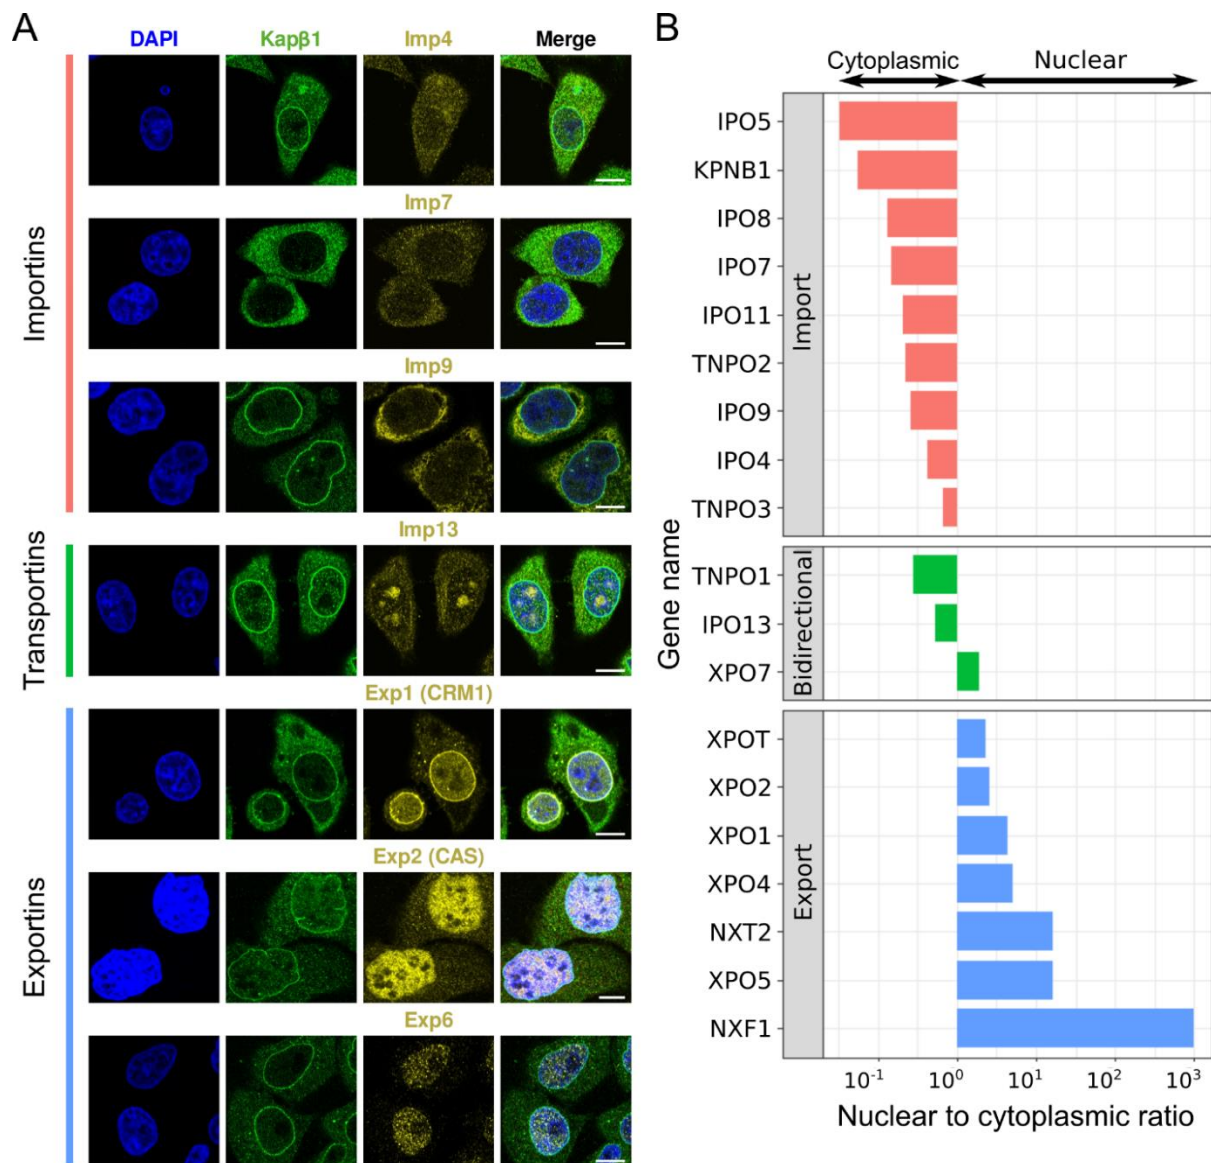 A
DAPI Kapβ1 Imp4 Merge
Importins
Imp7
Imp9
Transportins
Imp13
Exportins
Exp1 (CRM1)
Exp2 (CAS)
Exp6
B
Cytoplasmic Nuclear
Gene name
Import
IPO5
KPNB1
IPO8
IPO7
IPO11
TNPO2
IPO9
IPO4
TNPO3
Bidirectional
TNPO1
IPO13
XPO7
Export
XPOT
XPO2
XPO1
XPO4
NXT2
XPO5
NXF1
10⁻¹ 10⁰ 10¹ 10² 10³
Nuclear to cytoplasmic ratio